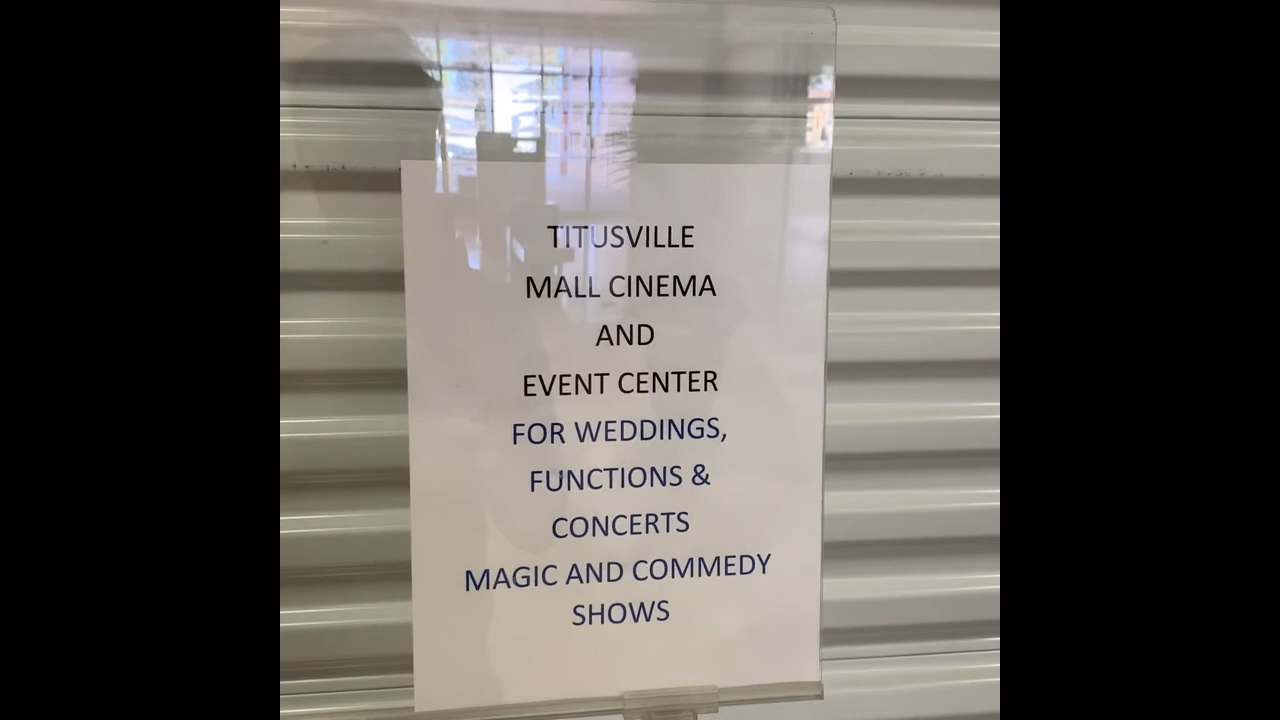 TITUSVILLE
MALL CINEMA
AND
EVENT CENTER
FOR WEDDINGS,
FUNCTIONS &
CONCERTS
MAGIC AND COMMEDY
SHOWS